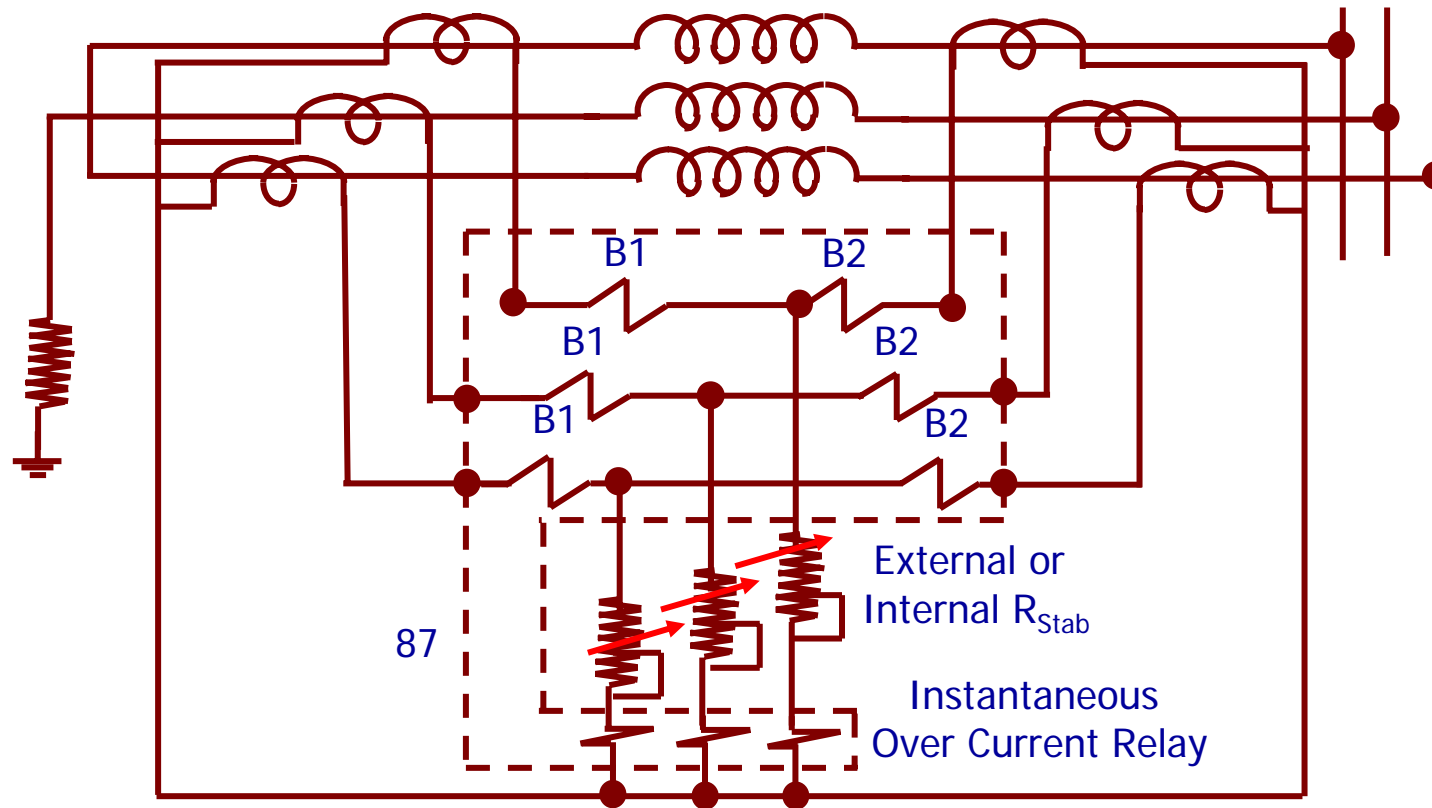 B1 B2
B1 B2
B1 B2
External or
Internal RStab
87
Instantaneous
Over Current Relay